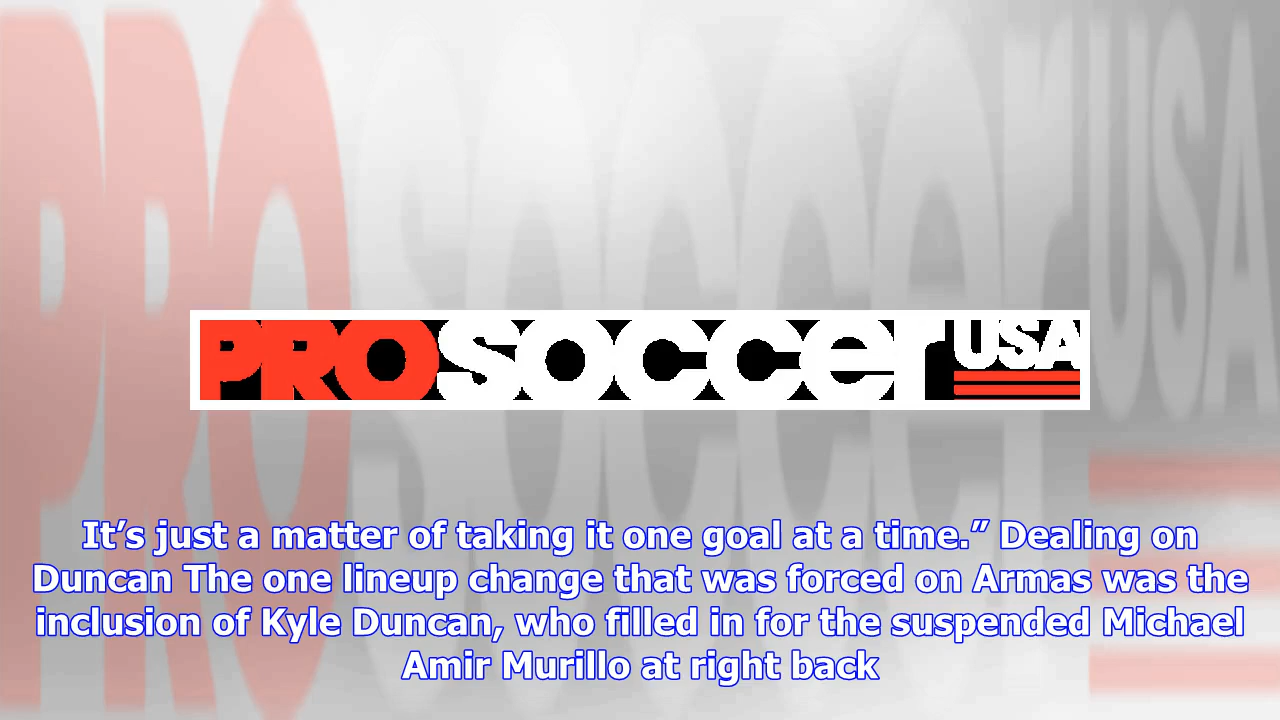 PROSOCCER USA
PROsoccer USA
It’s just a matter of taking it one goal at a time.” Dealing on
Duncan The one lineup change that was forced on Armas was the
inclusion of Kyle Duncan, who filled in for the suspended Michael
Amir Murillo at right back